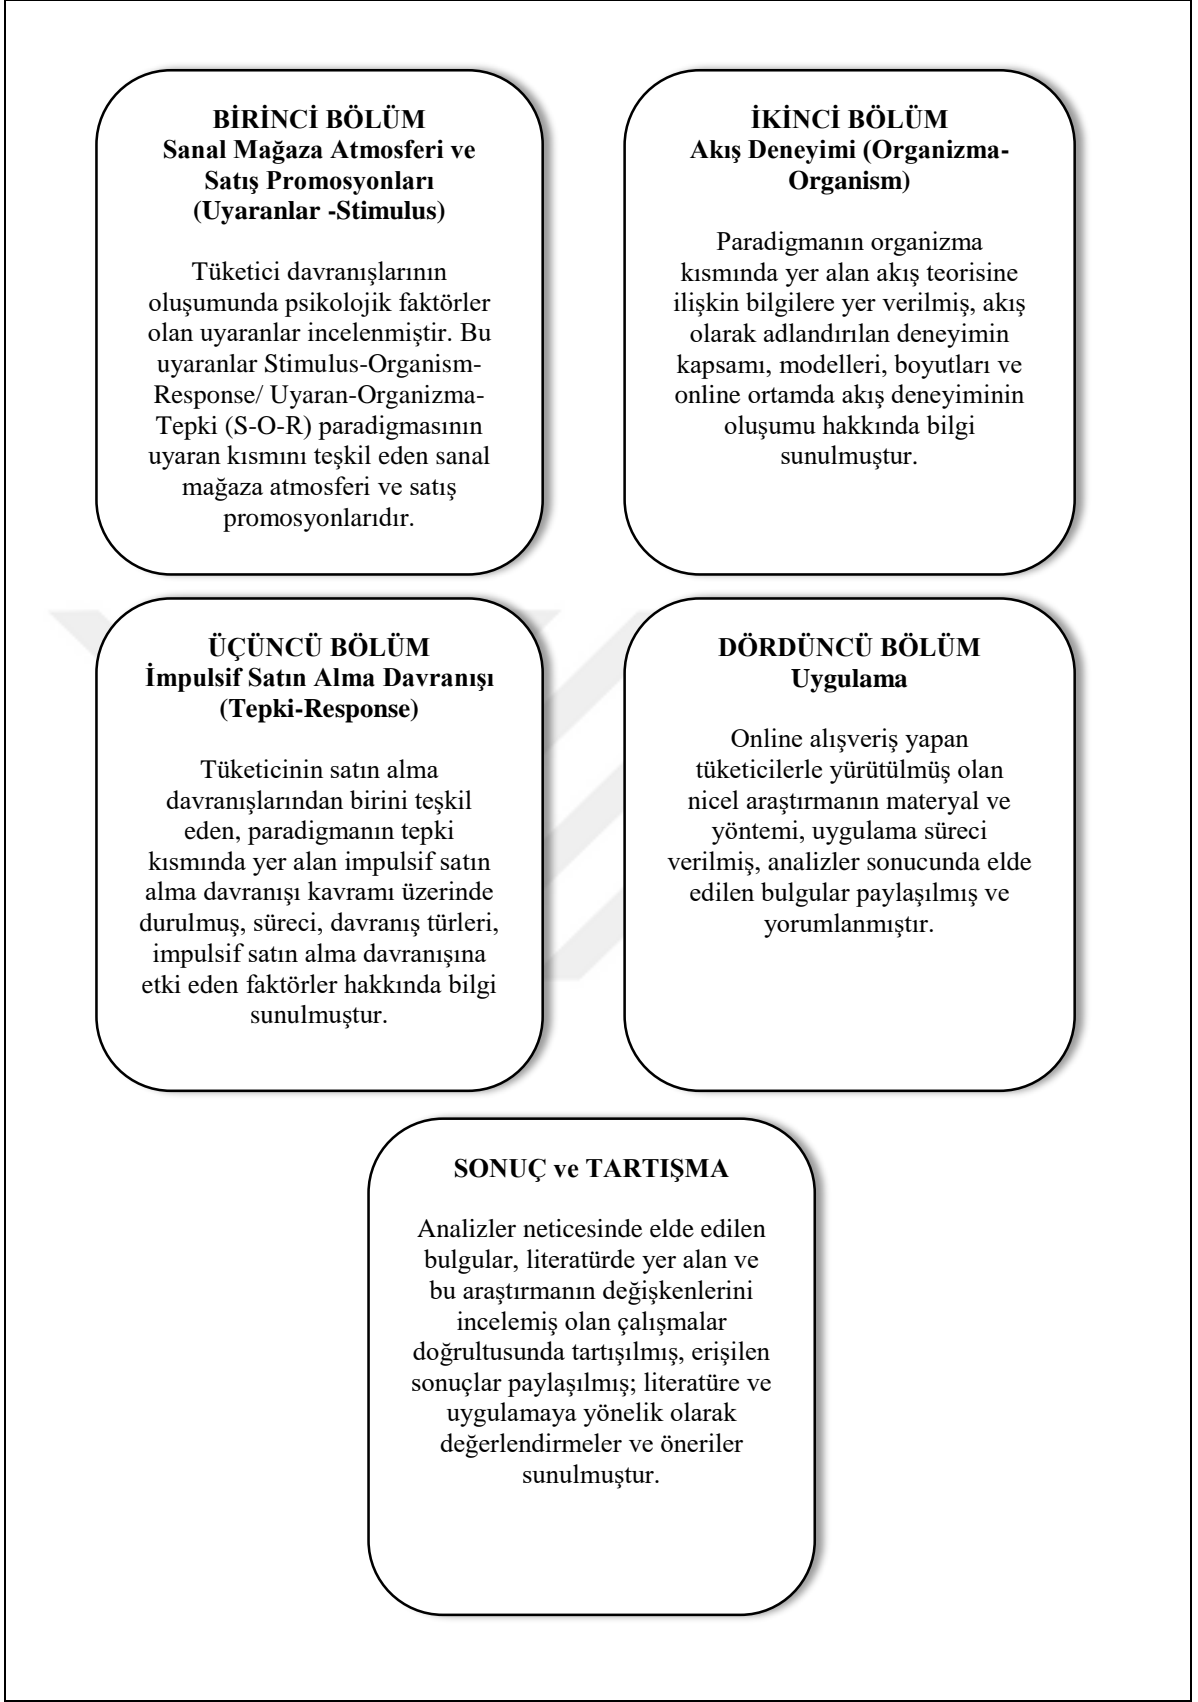 BİRİNCİ BÖLÜM
Sanal Mağaza Atmosferi ve
Satış Promosyonları
(Uyaranlar -Stimulus)
Tüketici davranışlarının
oluşumunda psikolojik faktörler
olan uyaranlar incelenmiştir. Bu
uyaranlar Stimulus-Organism-
Response/ Uyaran-Organizma-
Tepki (S-O-R) paradigmasının
uyaran kısmını teşkil eden sanal
mağaza atmosferi ve satış
promosyonlarıdır.
İKİNCİ BÖLÜM
Akış Deneyimi (Organizma-
Organism)
Paradigmanın organizma
kısmında yer alan akış teorisine
ilişkin bilgilere yer verilmiş, akış
olarak adlandırılan deneyimin
kapsamı, modelleri, boyutları ve
online ortamda akış deneyiminin
oluşumu hakkında bilgi
sunulmuştur.
ÜÇÜNCÜ BÖLÜM
İmpulsif Satın Alma Davranışı
(Tepki-Response)
Tüketicinin satın alma
davranışlarından birini teşkil
eden, paradigmanın tepki
kısmında yer alan impulsif satın
alma davranışı kavramı üzerinde
durulmuş, süreci, davranış türleri,
impulsif satın alma davranışına
etki eden faktörler hakkında bilgi
sunulmuştur.
DÖRDÜNCÜ BÖLÜM
Uygulama
Online alışveriş yapan
tüketicilerle yürütülmüş olan
nicel araştırmanın materyal ve
yöntemi, uygulama süreci
verilmiş, analizler sonucunda elde
edilen bulgular paylaşılmış ve
yorumlanmıştır.
SONUÇ ve TARTIŞMA
Analizler neticesinde elde edilen
bulgular, literatürde yer alan ve
bu araştırmanın değişkenlerini
incelemiş olan çalışmalar
doğrultusunda tartışılmış, erişilen
sonuçlar paylaşılmış; literatüre ve
uygulamaya yönelik olarak
değerlendirmeler ve öneriler
sunulmuştur.